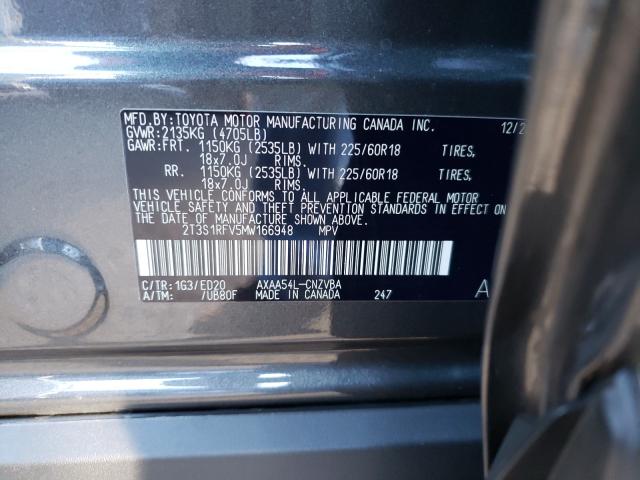 MFD.BY:TOYOTA MOTOR MANUFACTURING CANADA INC. 12/2
GVWR:2135KG (4705LB)
GAWR:FRT. 1150KG (2535LB) WITH 225/60R18 TIRES,
18x7.0J RIMS.
RR. 1150KG (2535LB) WITH 225/60R18 TIRES,
18x7.0J RIMS.
THIS VEHICLE CONFORMS TO ALL APPLICABLE FEDERAL MOTOR
VEHICLE SAFETY AND THEFT PREVENTION STANDARDS IN EFFECT ON
THE DATE OF MANUFACTURE SHOWN ABOVE.
2T3S1RFV5MW166948 MPV
C/TR:1G3/ED20 AXAA54L-CNZVBA A
A/TM: 7UB80F MADE IN CANADA 247